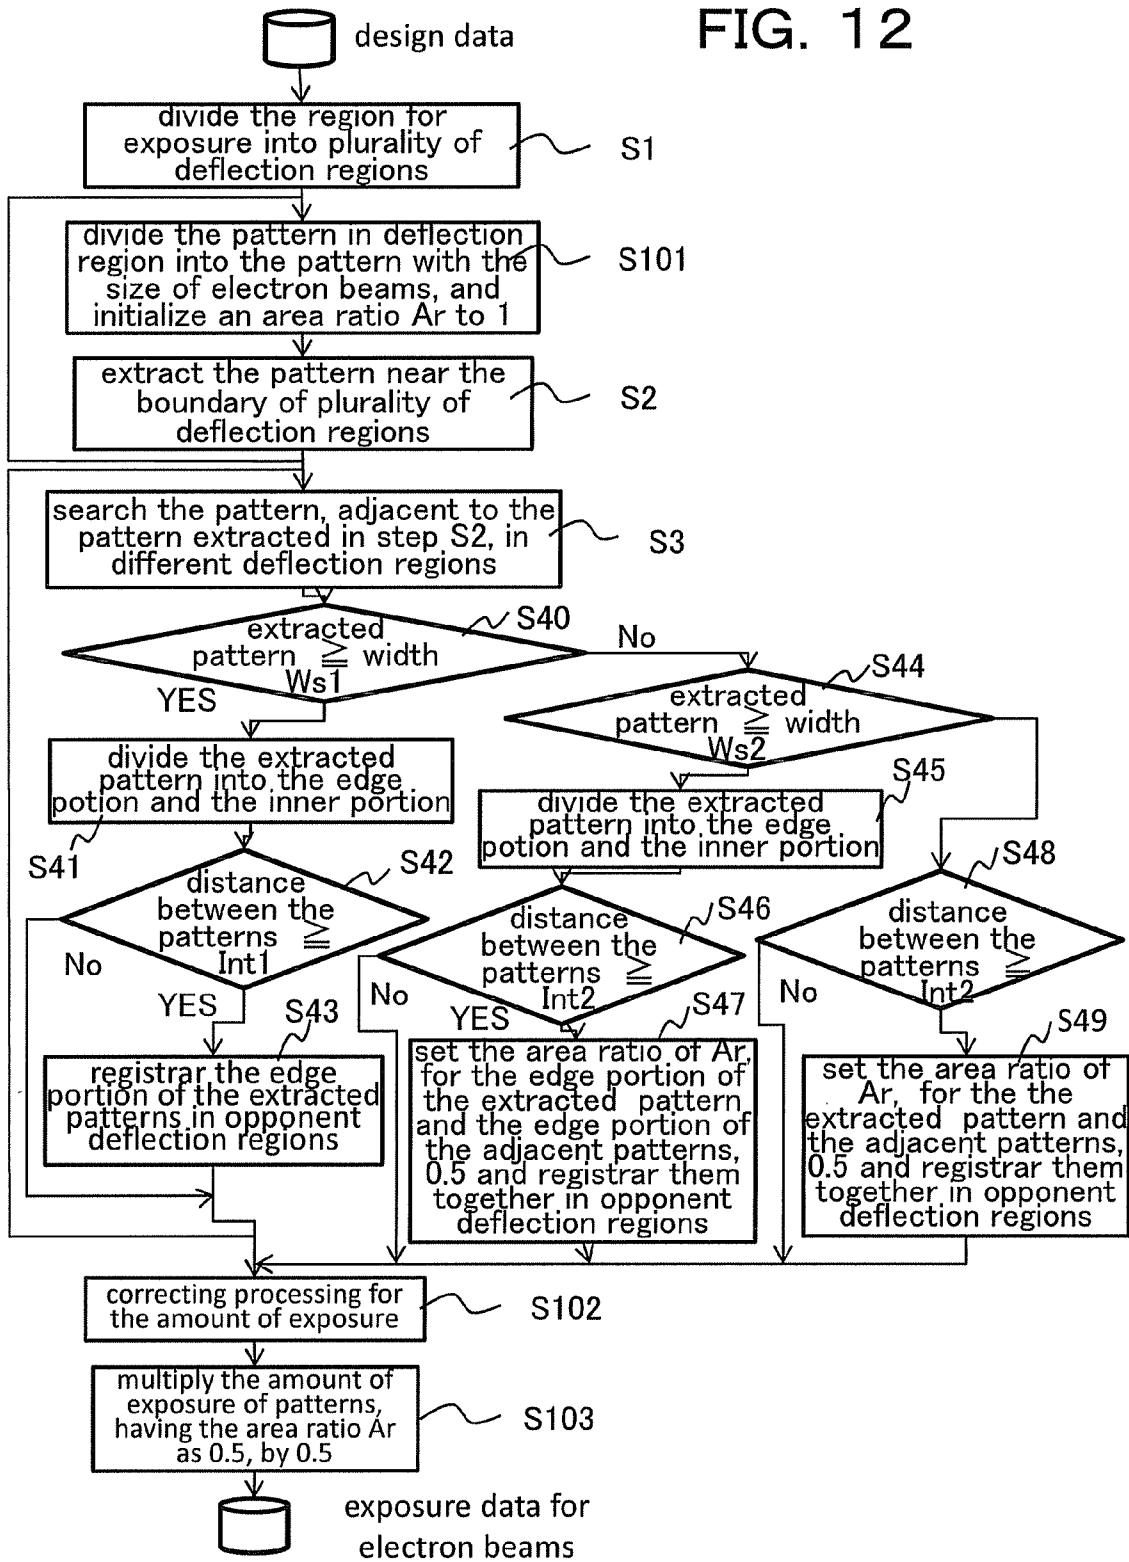 FIG. 12
design data
divide the region for
exposure into plurality of
deflection regions
S1
divide the pattern in deflection
region into the pattern with the
size of electron beams, and
initialize an area ratio Ar to 1
S101
extract the pattern near the
boundary of plurality of
deflection regions
S2
search the pattern, adjacent to the
pattern extracted in step S2, in
different deflection regions
S3
extracted
pattern ≧ width
Ws1
S40
No
YES
extracted
pattern ≧ width
Ws2
S44
divide the extracted
pattern into the edge
potion and the inner portion
S41
divide the extracted
pattern into the edge
potion and the inner portion
S45
distance
between the
patterns ≧
Int1
S42
No
YES
distance
between the
patterns ≧
Int2
S46
No
YES
distance
between the
patterns ≧
Int2
S48
No
registrar the edge
portion of the extracted
patterns in opponent
deflection regions
S43
set the area ratio of Ar,
for the edge portion of
the extracted pattern
and the edge portion of
the adjacent patterns,
0.5 and registrar them
together in opponent
deflection regions
S47
set the area ratio of
Ar, for the the
extracted pattern and
the adjacent patterns,
0.5 and registrar them
together in opponent
deflection regions
S49
correcting processing for
the amount of exposure
S102
multiply the amount of
exposure of patterns,
having the area ratio Ar
as 0.5, by 0.5
S103
exposure data for
electron beams